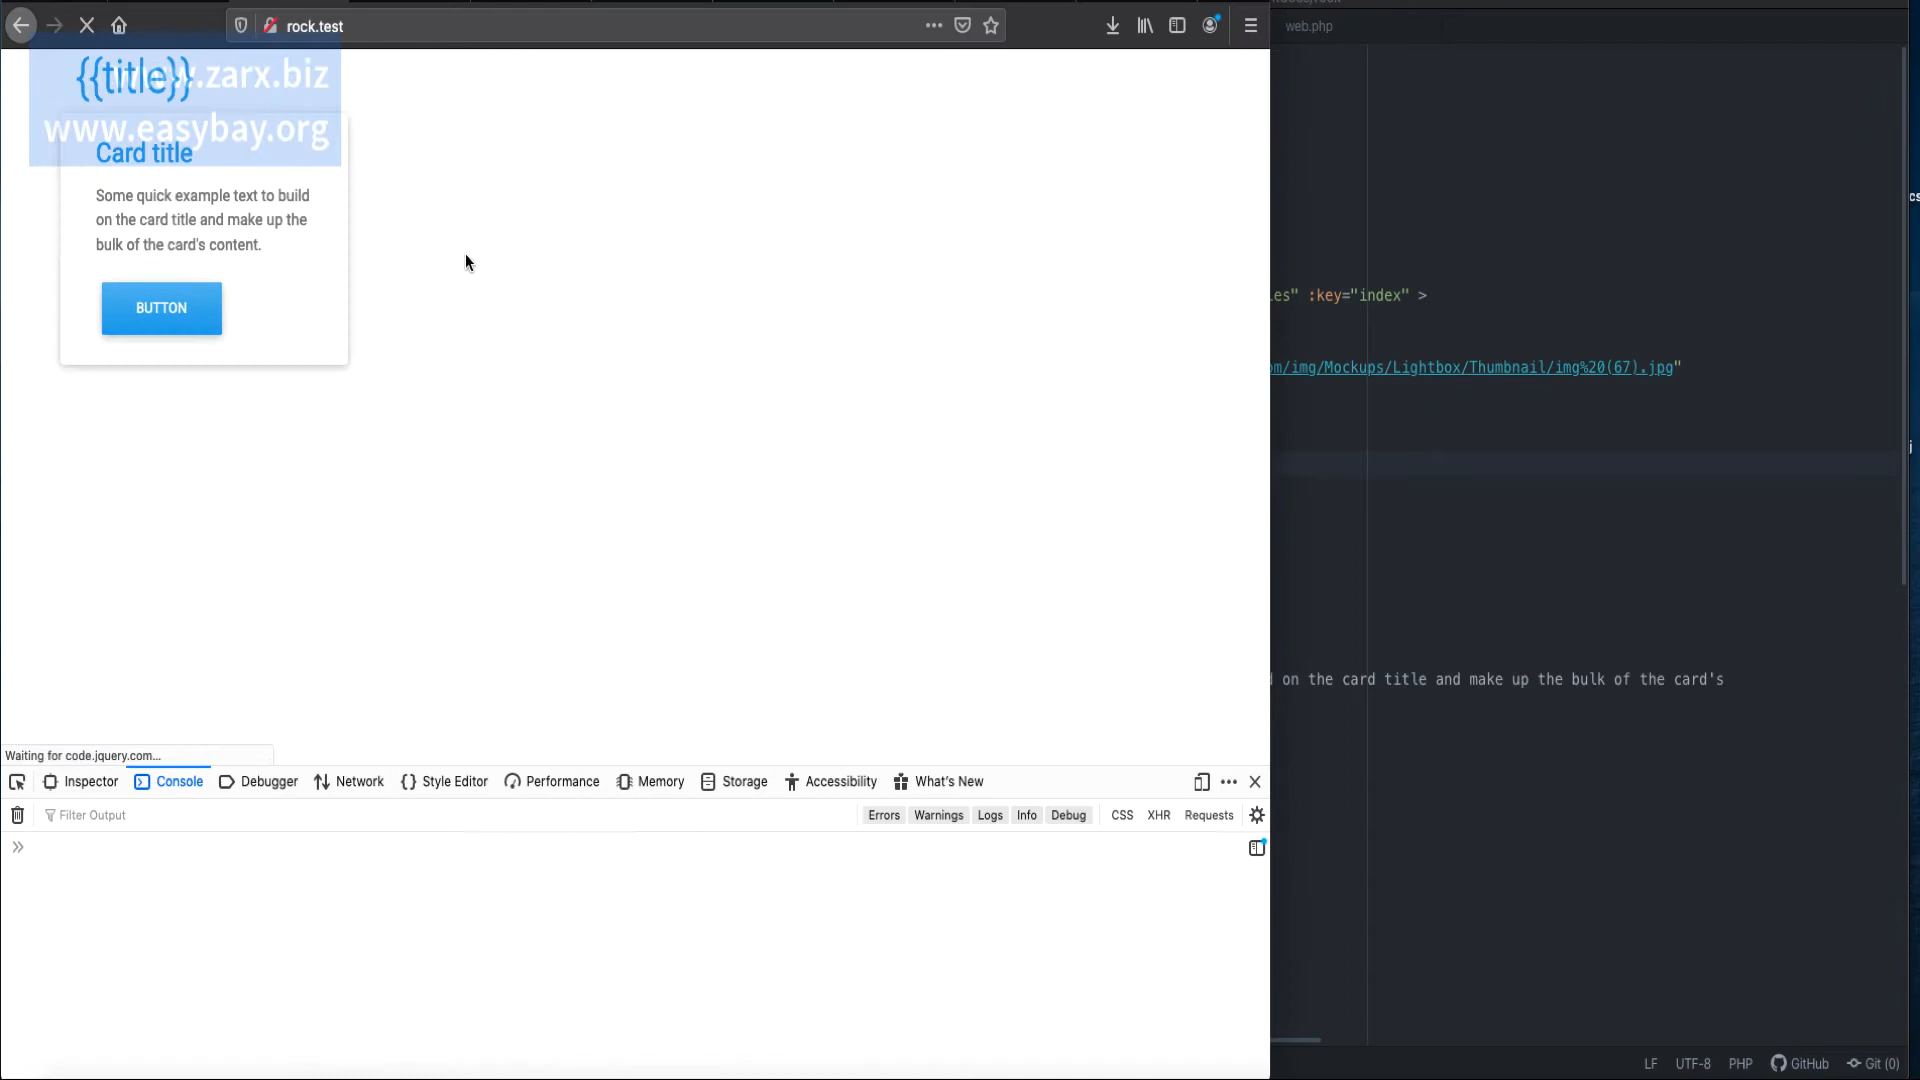 rock.test
web.php
{{title}}
www.zarx.biz
www.easybay.org
Card title
Some quick example text to build
on the card title and make up the
bulk of the card's content.
BUTTON
es" :key="index" >
om/img/Mockups/Lightbox/Thumbnail/img%20(67).jpg"
on the card title and make up the bulk of the card's
Waiting for code.jquery.com...
Inspector Console Debugger Network Style Editor Performance Memory Storage Accessibility What's New
Filter Output Errors Warnings Logs Info Debug CSS XHR Requests
LF UTF-8 PHP GitHub Git (0)